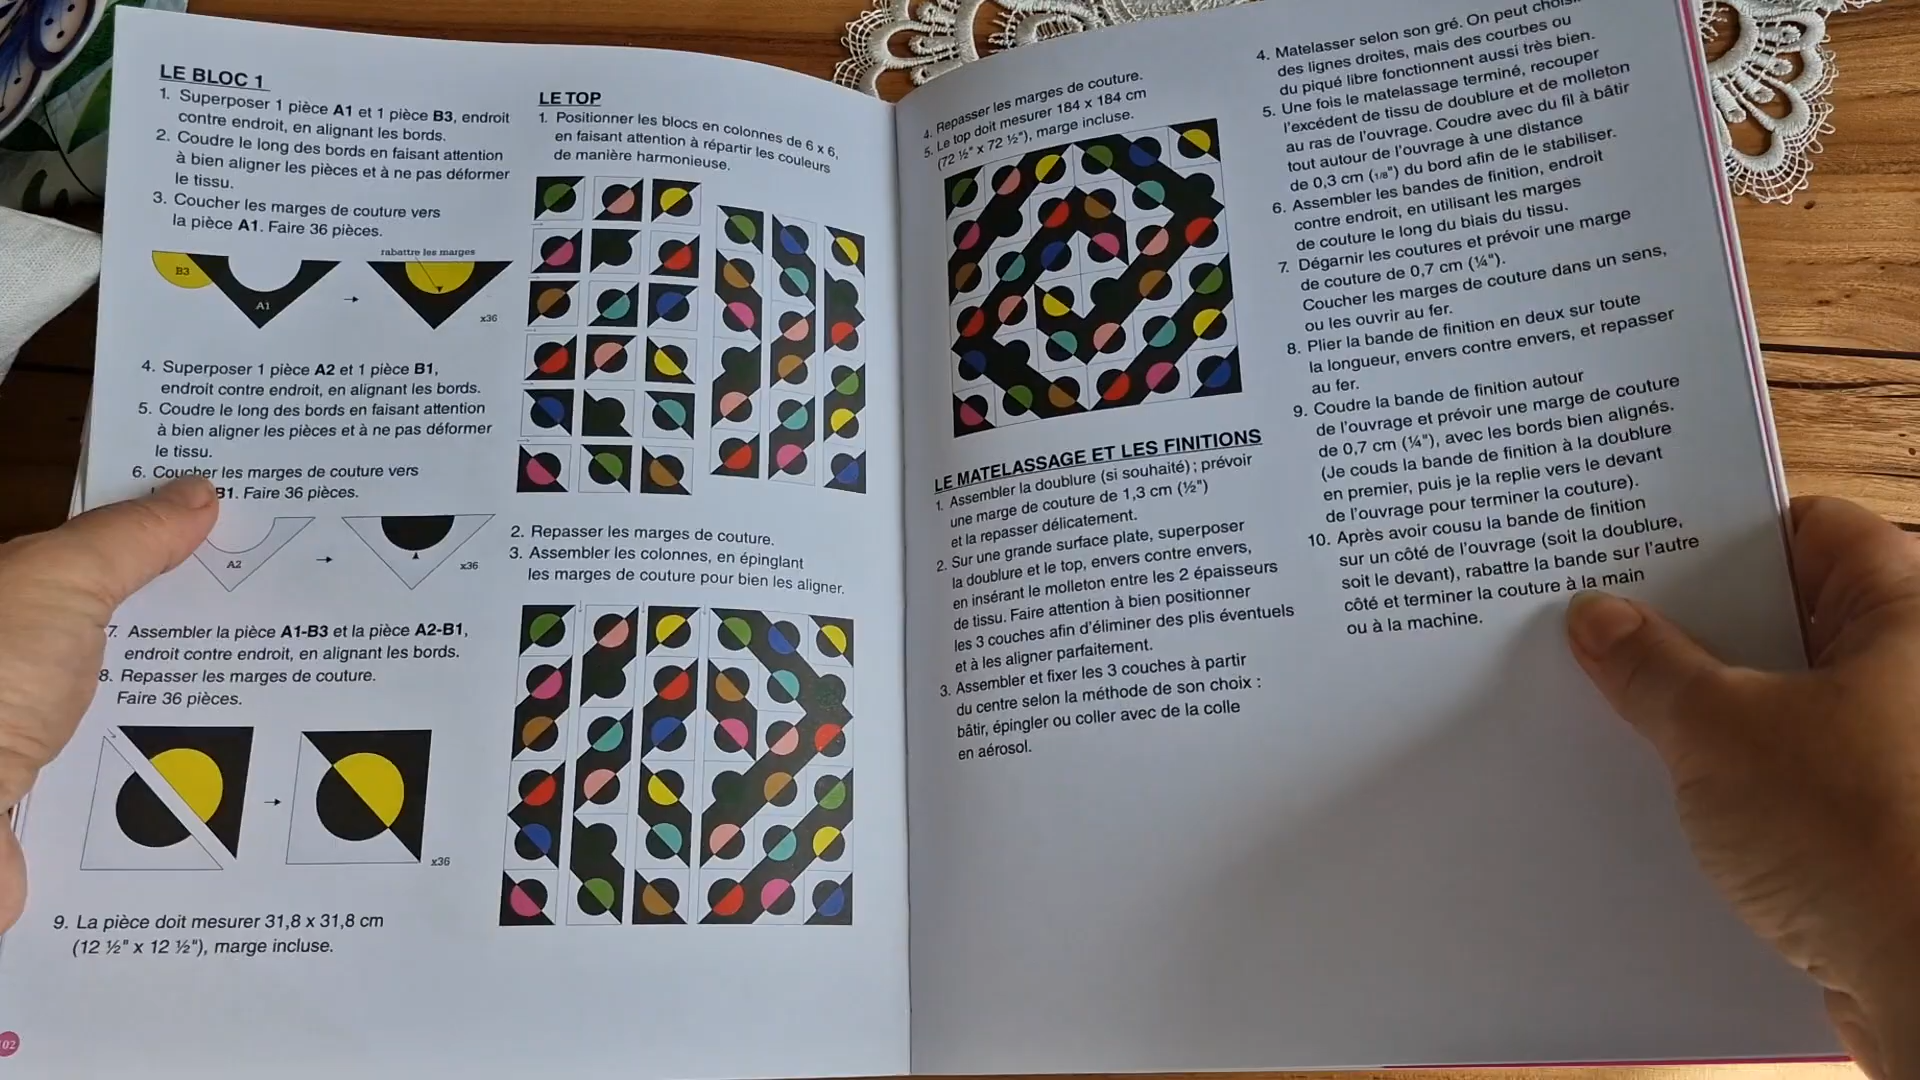 LE BLOC 1
1. Superposer 1 pièce A1 et 1 pièce B3, endroit
contre endroit, en alignant les bords.
2. Coudre le long des bords en faisant attention
à bien aligner les pièces et à ne pas déformer
le tissu.
3. Coucher les marges de couture vers
la pièce A1. Faire 36 pièces.
rabattre les marges
B3
A1
x36
4. Superposer 1 pièce A2 et 1 pièce B1,
endroit contre endroit, en alignant les bords.
5. Coudre le long des bords en faisant attention
à bien aligner les pièces et à ne pas déformer
le tissu.
6. Coucher les marges de couture vers
B1. Faire 36 pièces.
A2
x36
7. Assembler la pièce A1-B3 et la pièce A2-B1,
endroit contre endroit, en alignant les bords.
8. Repasser les marges de couture.
Faire 36 pièces.
x36
9. La pièce doit mesurer 31,8 x 31,8 cm
(12 ½" x 12 ½"), marge incluse.
02
LE TOP
1. Positionner les blocs en colonnes de 6 x 6,
en faisant attention à répartir les couleurs
de manière harmonieuse.
2. Repasser les marges de couture.
3. Assembler les colonnes, en épinglant
les marges de couture pour bien les aligner.
4. Repasser les marges de couture.
5. Le top doit mesurer 184 x 184 cm
(72 ½" x 72 ½"), marge incluse.
LE MATELASSAGE ET LES FINITIONS
1. Assembler la doublure (si souhaité) ; prévoir
une marge de couture de 1,3 cm (½")
et la repasser délicatement.
2. Sur une grande surface plate, superposer
la doublure et le top, envers contre envers,
en insérant le molleton entre les 2 épaisseurs
de tissu. Faire attention à bien positionner
les 3 couches afin d'éliminer des plis éventuels
et à les aligner parfaitement.
3. Assembler et fixer les 3 couches à partir
du centre selon la méthode de son choix :
bâtir, épingler ou coller avec de la colle
en aérosol.
4. Matelasser selon son gré. On peut
des lignes droites, mais des courbes ou
du piqué libre fonctionnent aussi très bien.
5. Une fois le matelassage terminé, recouper
l'excédent de tissu de doublure et de molleton
au ras de l'ouvrage. Coudre avec du fil à bâtir
tout autour de l'ouvrage à une distance
de 0,3 cm (1/8") du bord afin de le stabiliser.
6. Assembler les bandes de finition, endroit
contre endroit, en utilisant les marges
de couture le long du biais du tissu.
7. Dégarnir les coutures et prévoir une marge
de couture de 0,7 cm (¼").
Coucher les marges de couture dans un sens,
ou les ouvrir au fer.
8. Plier la bande de finition en deux sur toute
la longueur, envers contre envers, et repasser
au fer.
9. Coudre la bande de finition autour
de l'ouvrage et prévoir une marge de couture
de 0,7 cm (¼"), avec les bords bien alignés.
(Je couds la bande de finition à la doublure
en premier, puis je la replie vers le devant
de l'ouvrage pour terminer la couture).
10. Après avoir cousu la bande de finition
sur un côté de l'ouvrage (soit la doublure,
soit le devant), rabattre la bande sur l'autre
côté et terminer la couture à la main
ou à la machine.